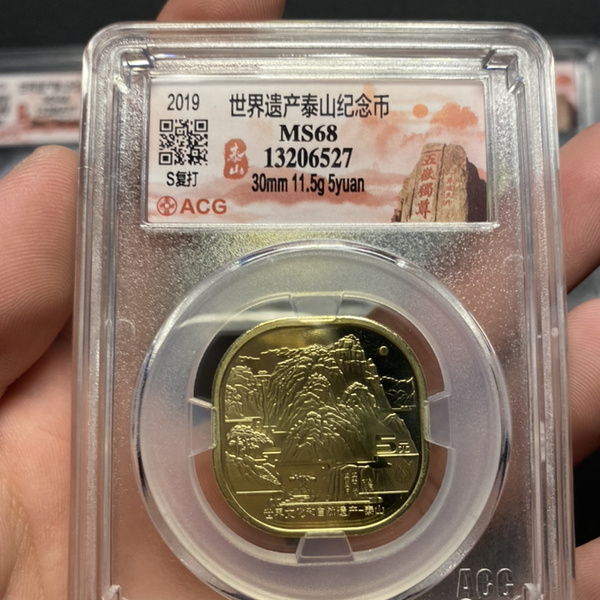 2019
世界遗产泰山纪念币
MS68
13206527
30mm 11.5g 5yuan
S复打
ACG
泰山
五嶽獨尊
5元
世界文化和自然遗产-泰山
ACG